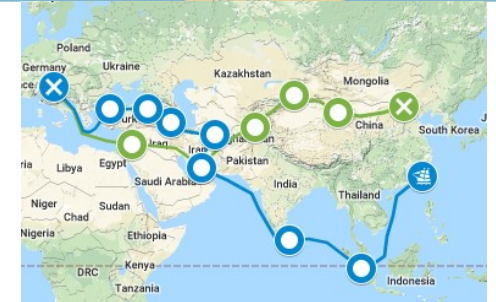 Poland
Germany
Ukraine
Kazakhstan
Mongolia
China
South Korea
Iraq
Iran
Egypt
Libya
Pakistan
Saudi Arabia
India
Thailand
Niger
Chad
Sudan
Nigeria
Ethiopia
Kenya
DRC
Tanzania
Indonesia